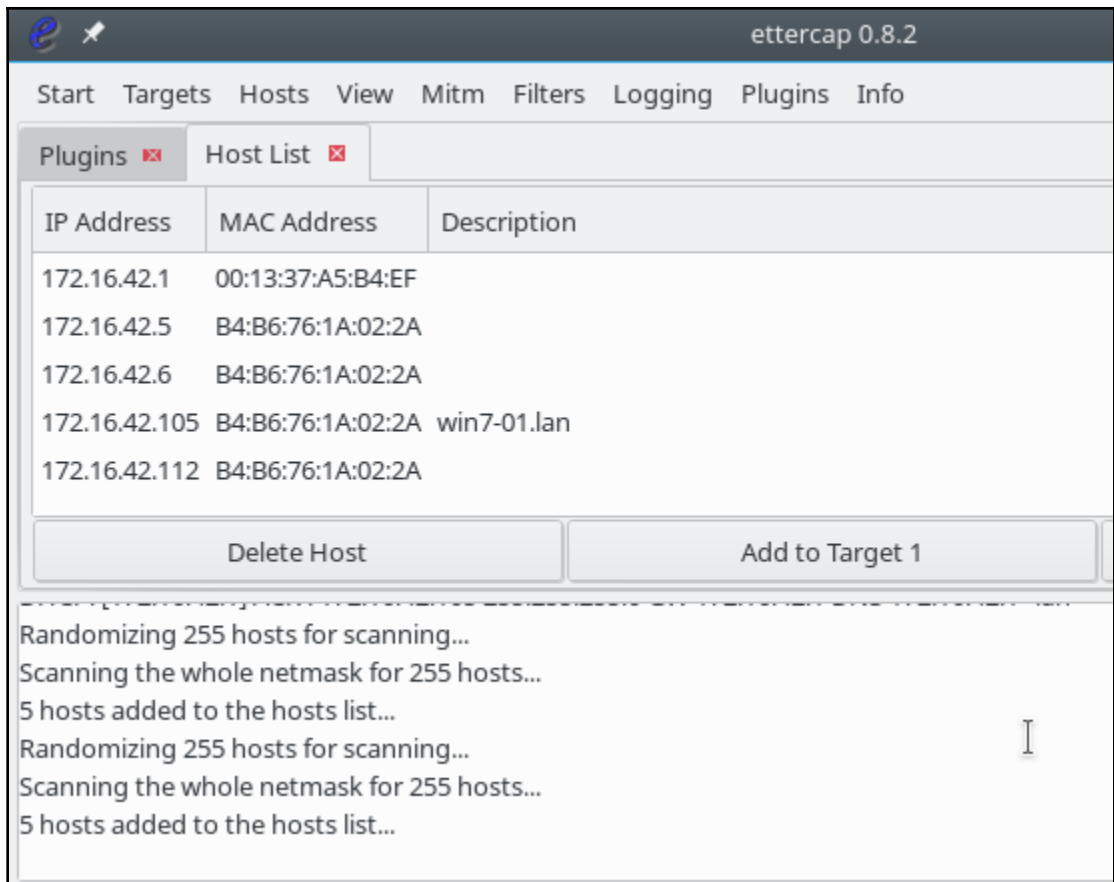 ettercap 0.8.2
Start Targets Hosts View Mitm Filters Logging Plugins Info
Plugins Host List
IP Address MAC Address Description
172.16.42.1 00:13:37:A5:B4:EF
172.16.42.5 B4:B6:76:1A:02:2A
172.16.42.6 B4:B6:76:1A:02:2A
172.16.42.105 B4:B6:76:1A:02:2A win7-01.lan
172.16.42.112 B4:B6:76:1A:02:2A
Delete Host Add to Target 1
Randomizing 255 hosts for scanning...
Scanning the whole netmask for 255 hosts...
5 hosts added to the hosts list...
Randomizing 255 hosts for scanning...
Scanning the whole netmask for 255 hosts...
5 hosts added to the hosts list...